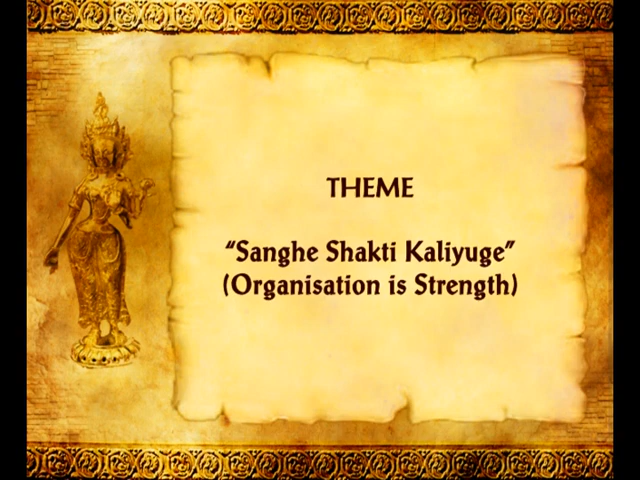 THEME
“Sanghe Shakti Kaliyuge”
(Organisation is Strength)